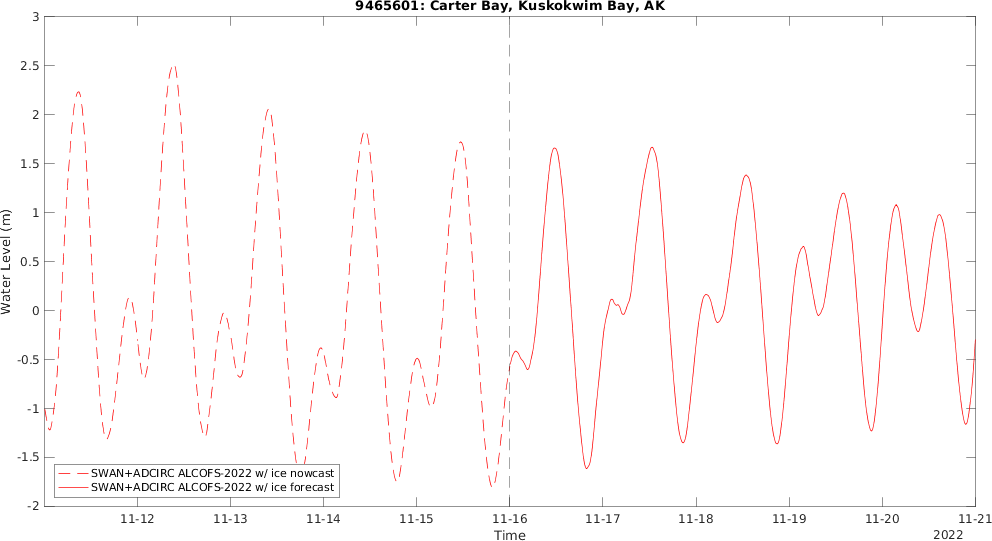 9465601: Carter Bay, Kuskokwim Bay, AK
3
2.5
2
1.5
1
0.5
0
-0.5
-1
-1.5
-2
Water Level (m)
SWAN+ADCIRC ALCOFS-2022 w/ ice nowcast
SWAN+ADCIRC ALCOFS-2022 w/ ice forecast
11-12 11-13 11-14 11-15 11-16 11-17 11-18 11-19 11-20 11-21
Time
2022